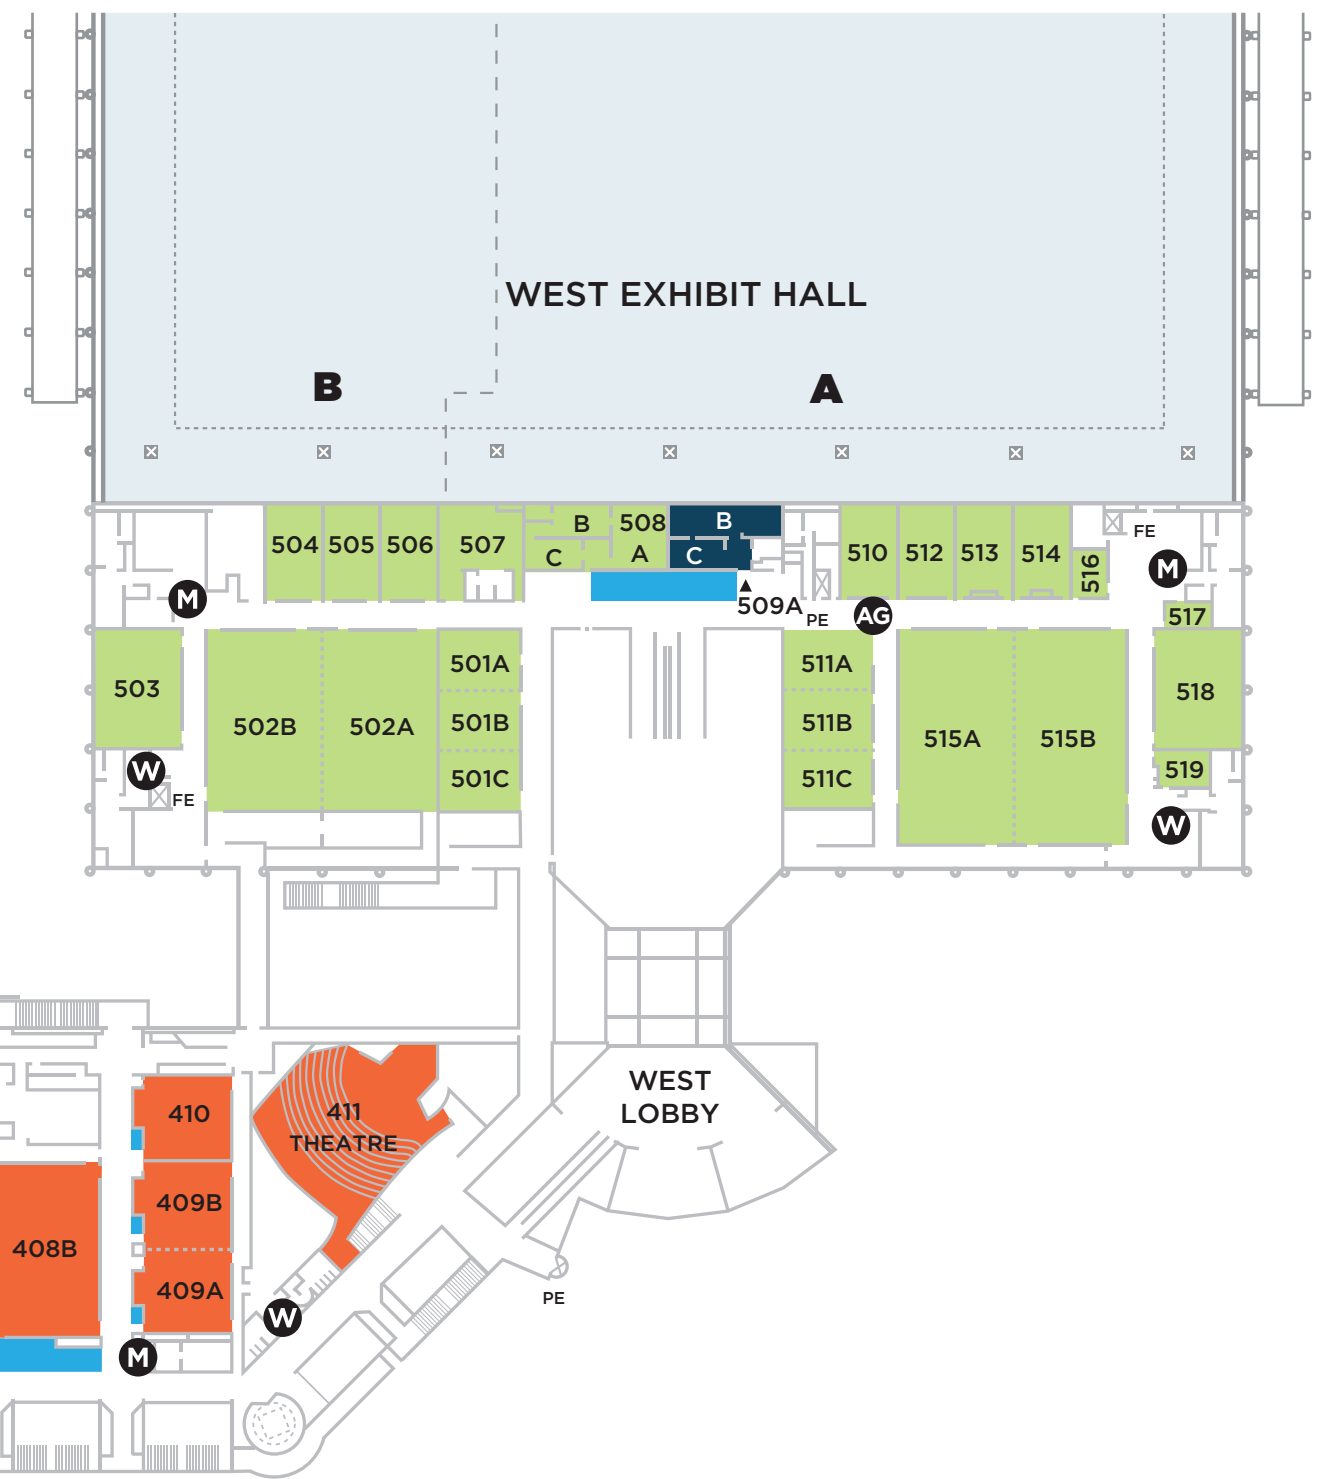 WEST EXHIBIT HALL
B
A
504
505
506
507
B
508
C
A
B
C
509A
510
512
513
514
516
FE
M
M
PE
AG
517
503
502B
502A
501A
501B
501C
511A
511B
511C
515A
515B
518
519
W
FE
W
WEST
LOBBY
410
411
THEATRE
409B
408B
409A
W
M
PE